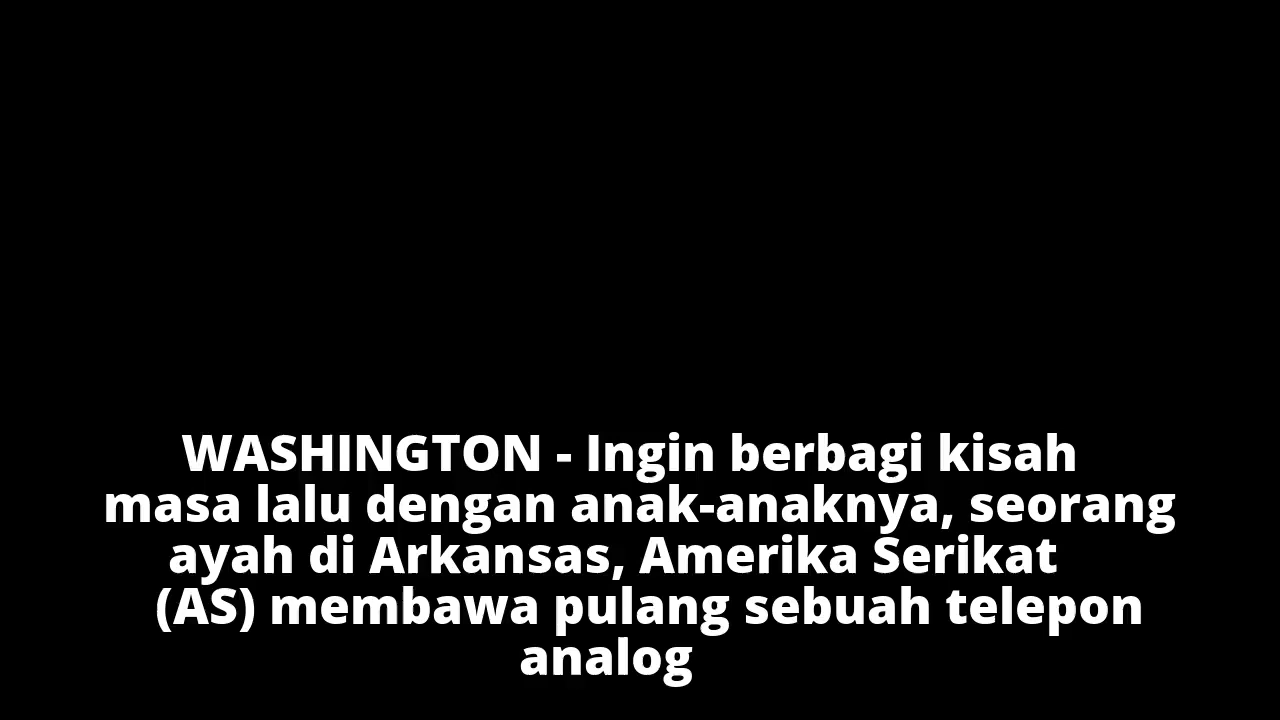 WASHINGTON - Ingin berbagi kisah
masa lalu dengan anak-anaknya, seorang
ayah di Arkansas, Amerika Serikat
(AS) membawa pulang sebuah telepon
analog